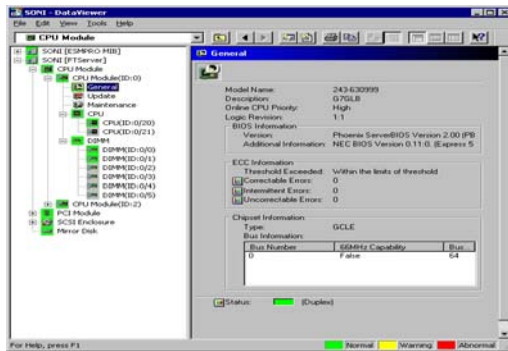 SONI - DataViewer
File Edit View Tools Help
CPU Module
SONI [ESMPRO MIB]
SONI [FTServer]
CPU Module
CPU Module(ID:0)
General
Update
Maintenance
CPU
CPU(ID:0/20)
CPU(ID:0/21)
DIMM
DIMM(ID:0/0)
DIMM(ID:0/1)
DIMM(ID:0/2)
DIMM(ID:0/3)
DIMM(ID:0/4)
DIMM(ID:0/5)
CPU Module(ID:2)
PCI Module
SCSI Enclosure
Mirror Disk
General
Model Name: 243-630999
Description: G7GLB
Online CPU Priority: High
Logic Revision: 1:1
BIOS Information
Version: Phoenix ServerBIOS Version 2.00 (PB
Additional Information: NEC BIOS Version 0.11.0. (Express 5
ECC Information
Threshold Exceeded: Within the limits of threshold
Correctable Errors: 0
Intermittent Errors: 0
Uncorrectable Errors: 0
Chipset Information
Type: GCLE
Bus Information:
Bus Number 66MHz Capability Bus...
0 False 64
Status: (Duplex)
For Help, press F1 Normal Warning Abnormal